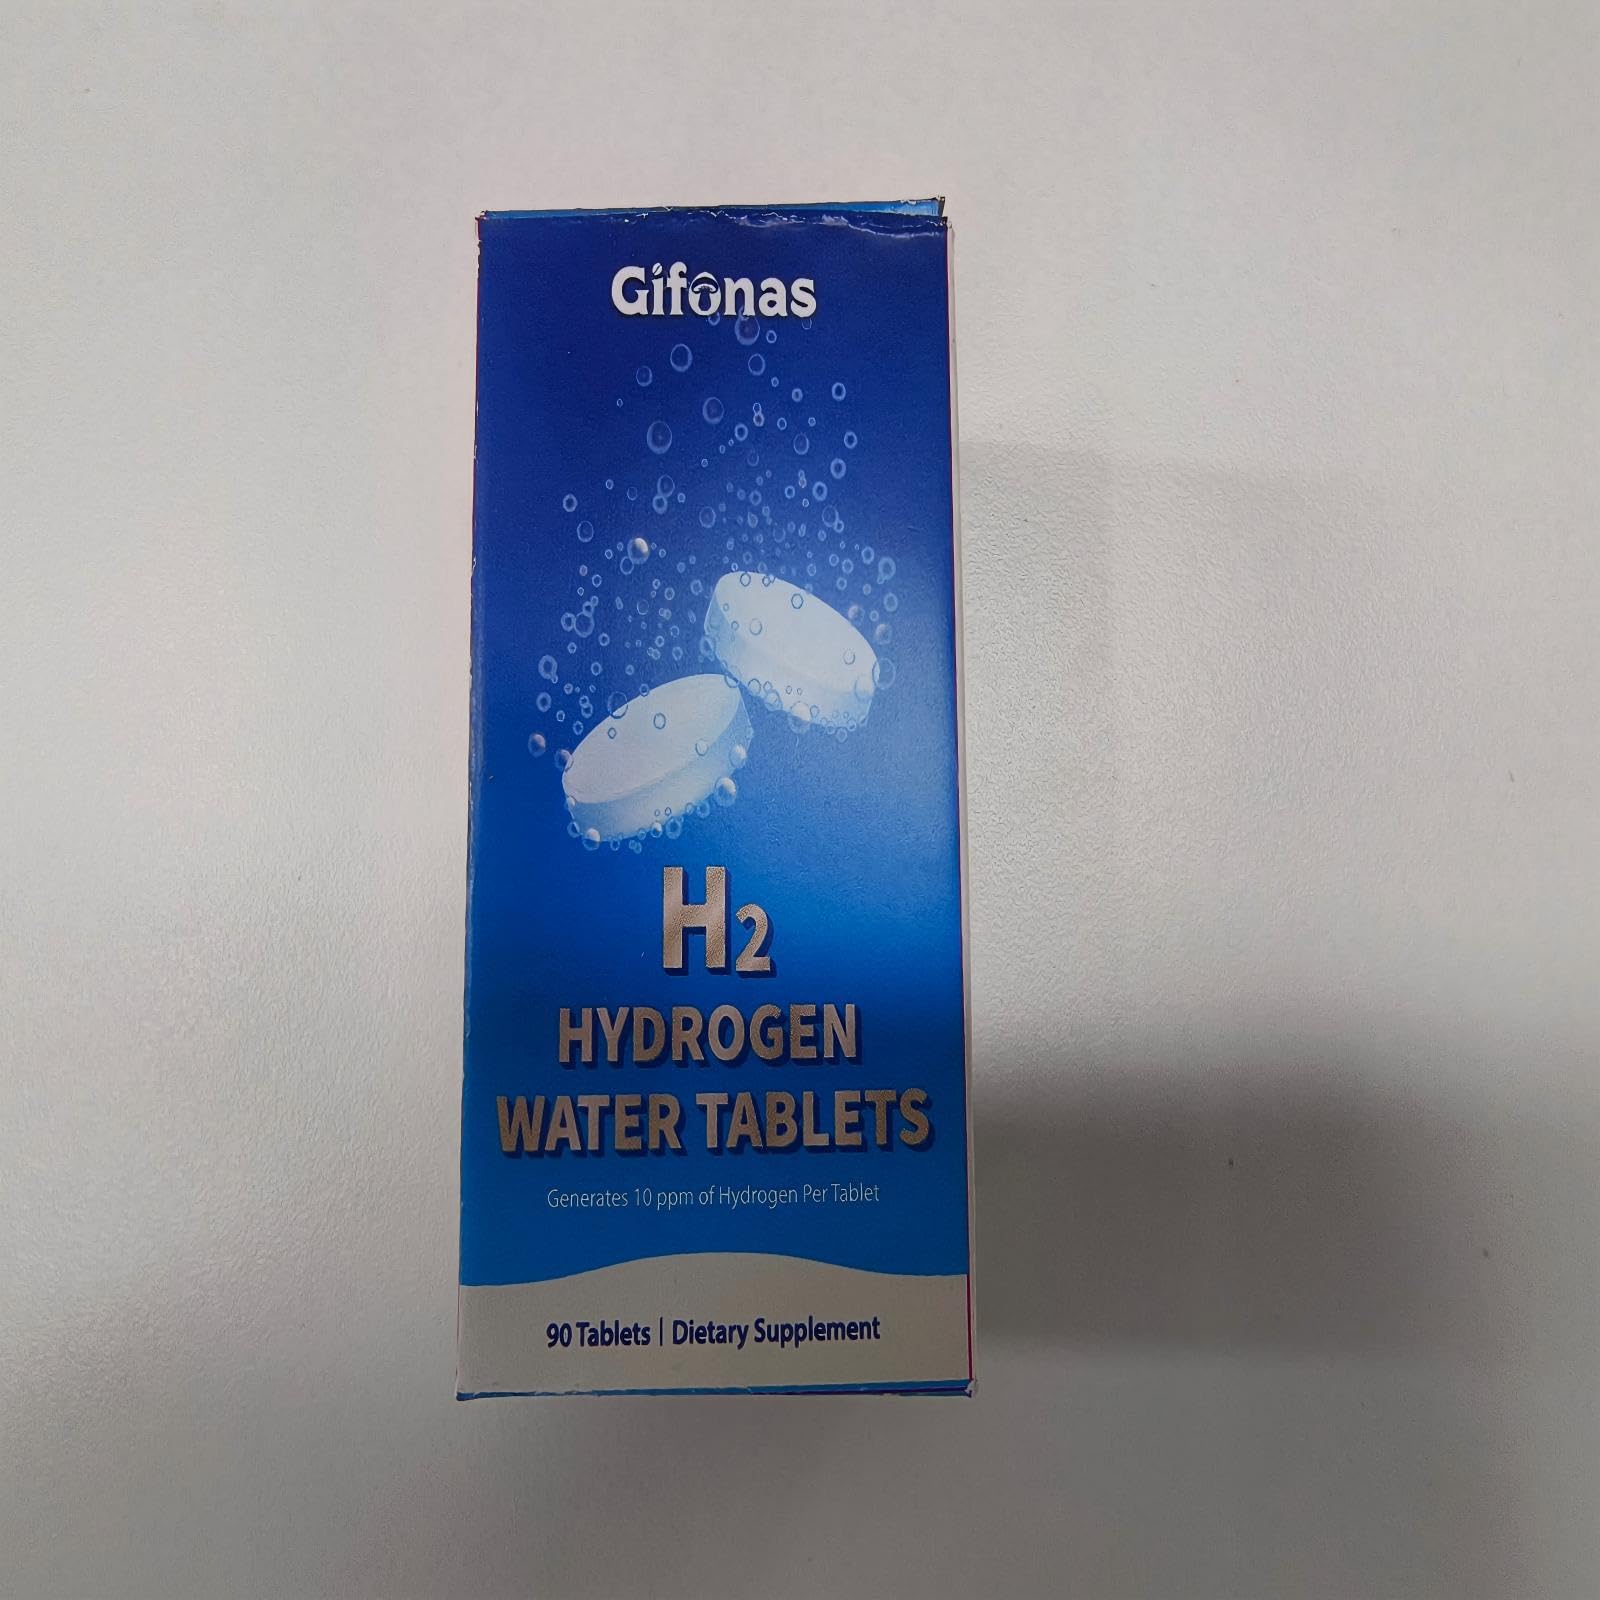 Gifonas
H2
HYDROGEN
WATER TABLETS
Generates 10 ppm of Hydrogen Per Tablet
90 Tablets | Dietary Supplement